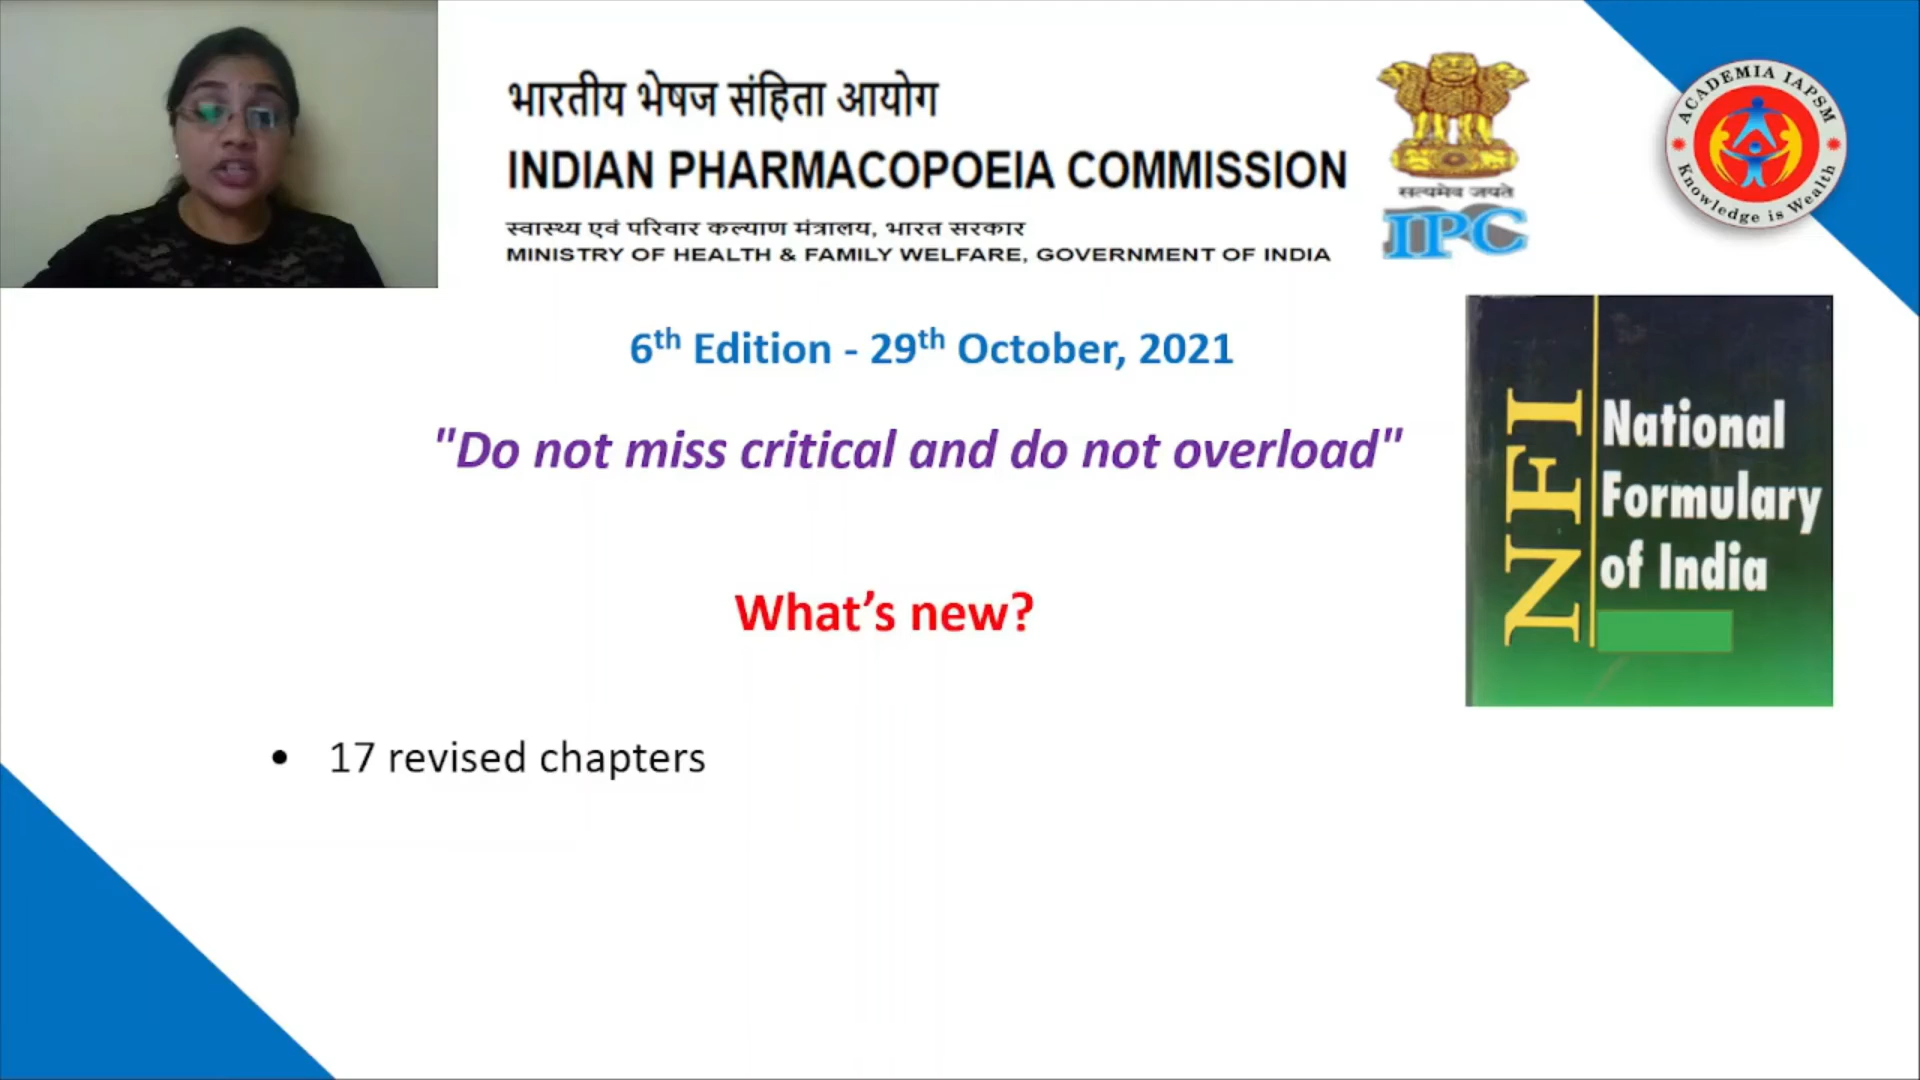 भारतीय भेषज संहिता आयोग
INDIAN PHARMACOPOEIA COMMISSION
स्वास्थ्य एवं परिवार कल्याण मंत्रालय, भारत सरकार
MINISTRY OF HEALTH & FAMILY WELFARE, GOVERNMENT OF INDIA
सत्यमेव जयते
IPC
ACADEMIA IAPSM
Knowledge is Wealth
6th Edition - 29th October, 2021
"Do not miss critical and do not overload"
NFI
National
Formulary
of India
What’s new?
• 17 revised chapters